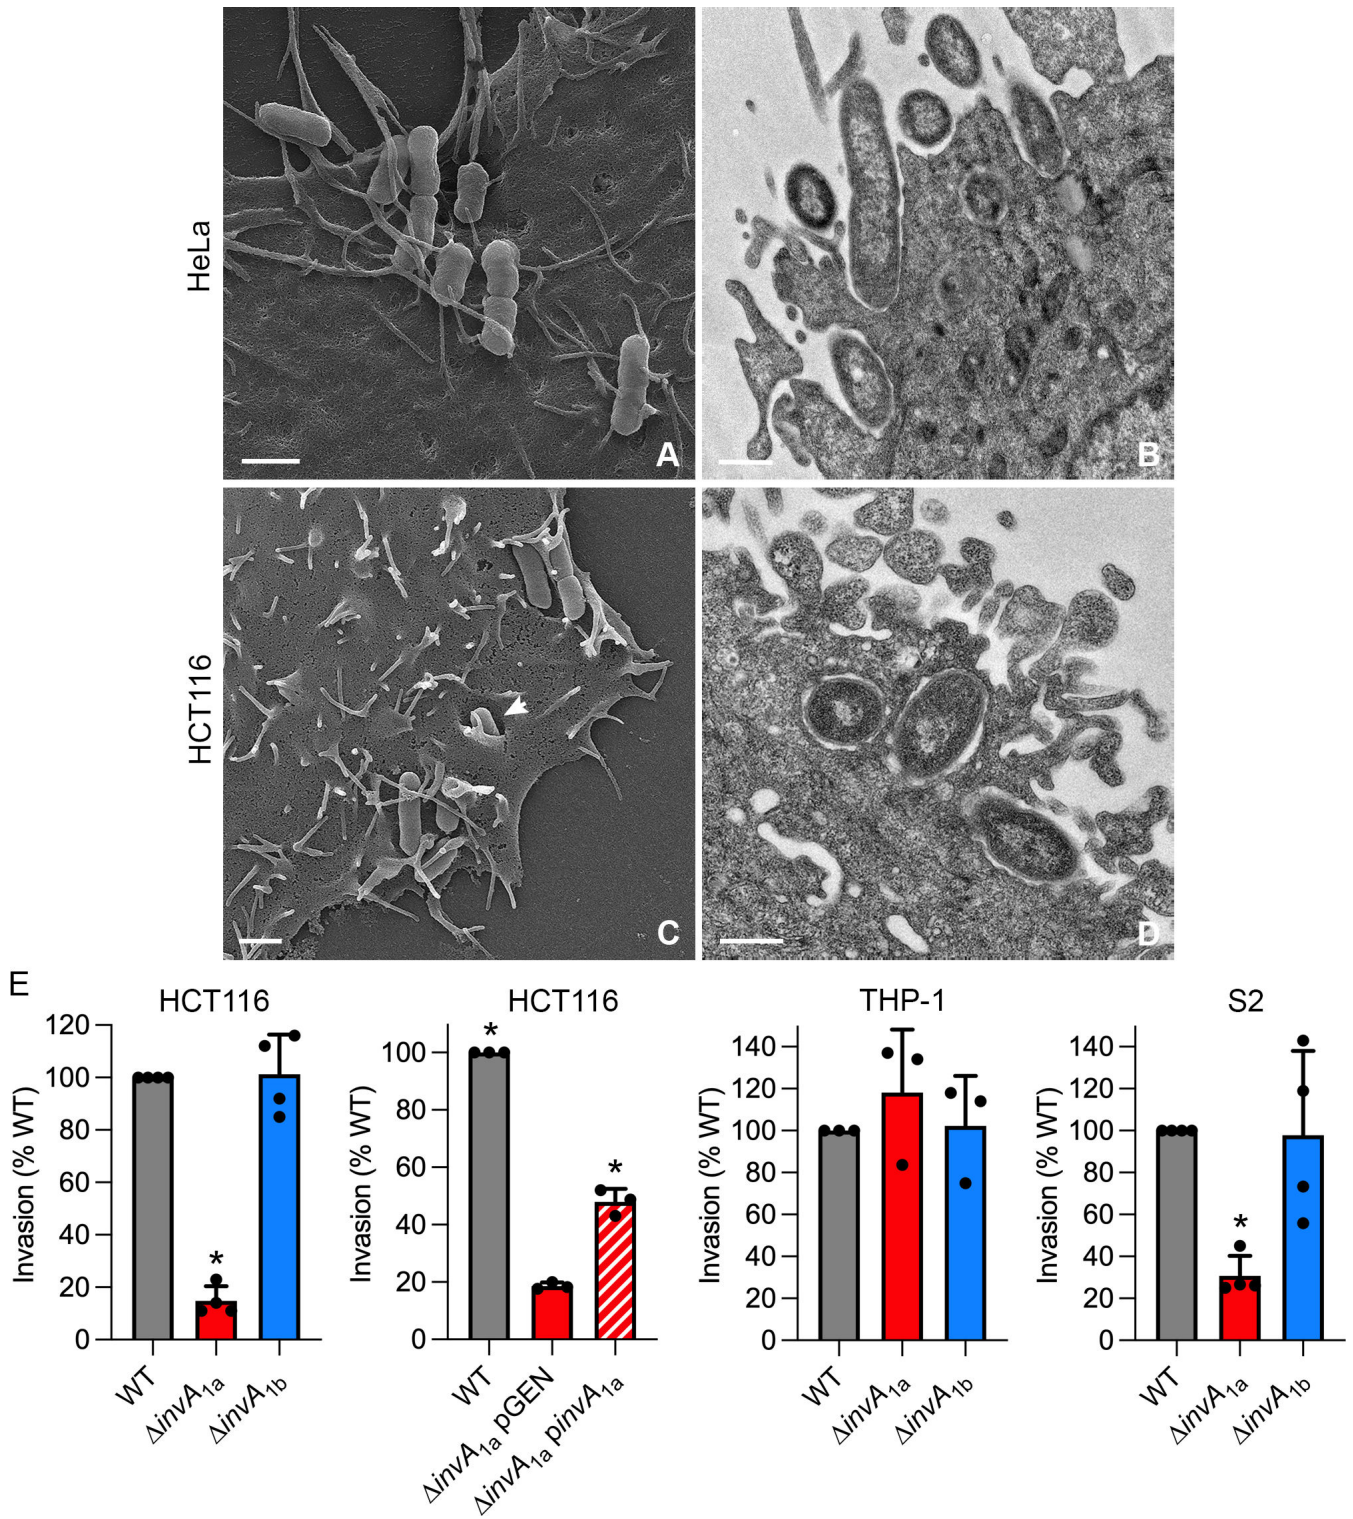 HeLa
A
B
HCT116
C
D
E
HCT116
Invasion (% WT)
120
100
80
60
40
20
0
*
WT
ΔinvA1a
ΔinvA1b
HCT116
Invasion (% WT)
100
80
60
40
20
0
*
*
WT
ΔinvA1a pGEN
ΔinvA1a pinvA1a
THP-1
Invasion (% WT)
140
120
100
80
60
40
20
0
WT
ΔinvA1a
ΔinvA1b
S2
Invasion (% WT)
140
120
100
80
60
40
20
0
*
WT
ΔinvA1a
ΔinvA1b